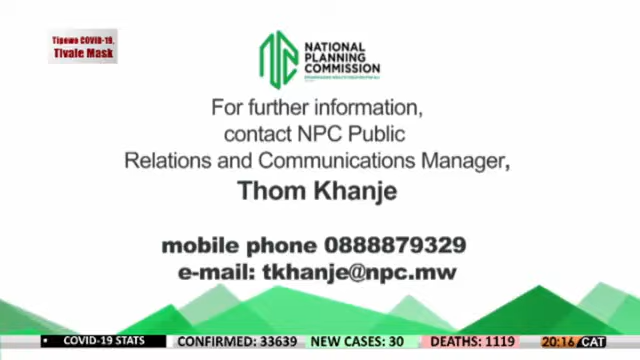 Tipewe COVID-19,
Tivale Mask
NATIONAL
PLANNING
COMMISSION
For further information,
contact NPC Public
Relations and Communications Manager,
Thom Khanje
mobile phone 0888879329
e-mail: tkhanje@npc.mw
COVID-19 STATS CONFIRMED: 33639 NEW CASES: 30 DEATHS: 1119 20:16 CAT